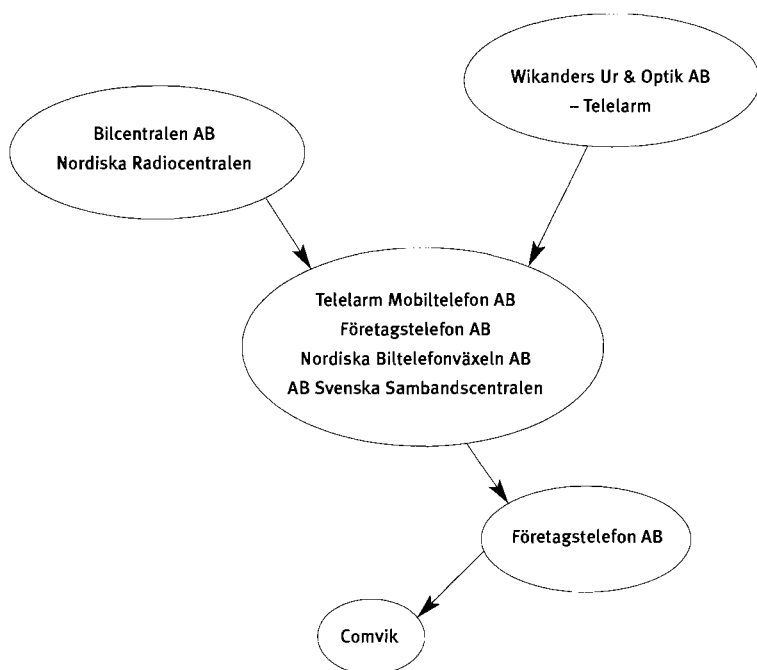 Wikanders Ur & Optik AB
– Telelarm
Bilcentralen AB
Nordiska Radiocentralen
Telelarm Mobiltelefon AB
Företagstelefon AB
Nordiska Biltelefonväxeln AB
AB Svenska Sambandscentralen
Företagstelefon AB
Comvik